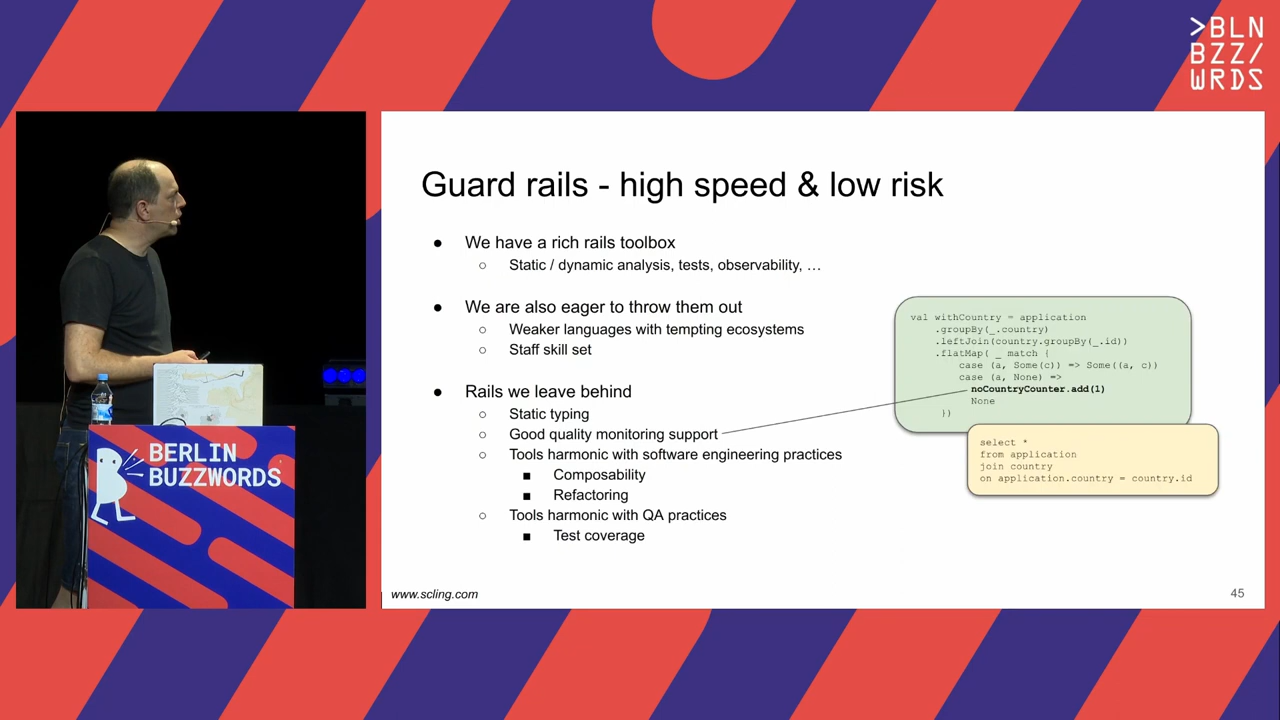 >BLN
BZZ/
WRDS
Guard rails - high speed & low risk
● We have a rich rails toolbox
○ Static / dynamic analysis, tests, observability, …
● We are also eager to throw them out
○ Weaker languages with tempting ecosystems
○ Staff skill set
● Rails we leave behind
○ Static typing
○ Good quality monitoring support
○ Tools harmonic with software engineering practices
■ Composability
■ Refactoring
○ Tools harmonic with QA practices
■ Test coverage
val withCountry = application
.groupBy(_.country)
.leftJoin(country.groupBy(_.id))
.flatMap( _ match {
case (a, Some(c)) => Some((a, c))
case (a, None) =>
noCountryCounter.add(1)
None
})
select *
from application
join country
on application.country = country.id
www.scling.com
45
BERLIN
BUZZWORDS